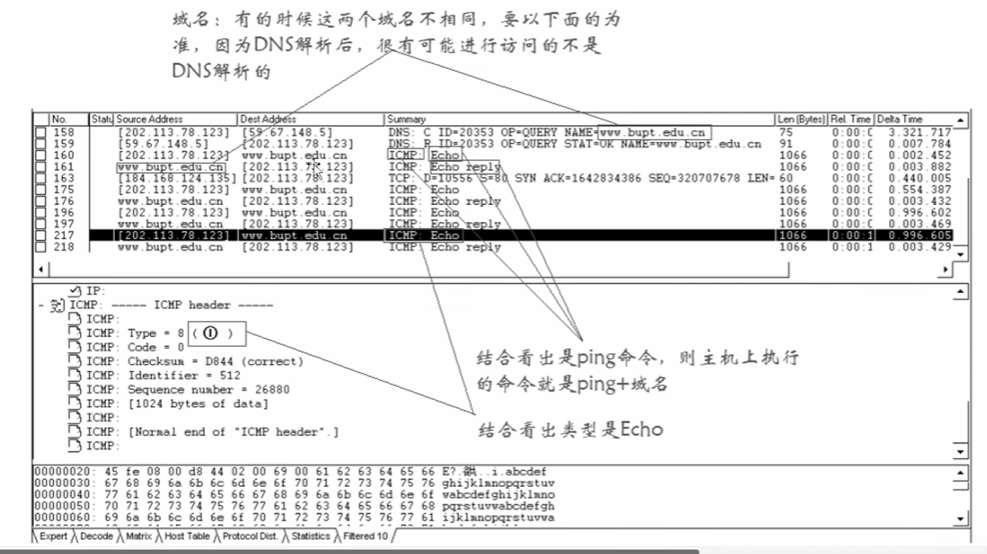 域名：有的时候这两个域名不相同，要以下面的为
准，因为DNS解析后，很有可能进行访问的不是
DNS解析的
No. Statu Source Address Dest Address Summary Len (Bytes) Rel. Time Delta Time
158 [202.113.78.123] [59.67.148.5] DNS: C ID=20353 OP=QUERY NAME=www.bupt.edu.cn 75 0:00:0 3.321.717
159 [59.67.148.5] [202.113.78.123] DNS: R ID=20353 OP=QUERY STAT=OK NAME=www.bupt.edu.cn 91 0:00:0 0.007.784
160 [202.113.78.123] www.bupt.edu.cn ICMP: Echo 1066 0:00:0 0.002.452
161 www.bupt.edu.cn [202.113.78.123] ICMP: Echo reply 1066 0:00:0 0.003.882
163 [184.168.124.135] [202.113.78.123] TCP: D=10556 S=80 SYN ACK=1642834386 SEQ=320707678 LEN= 60 0:00:0 0.440.005
175 [202.113.78.123] www.bupt.edu.cn ICMP: Echo 1066 0:00:0 0.554.387
176 www.bupt.edu.cn [202.113.78.123] ICMP: Echo reply 1066 0:00:0 0.003.432
196 [202.113.78.123] www.bupt.edu.cn ICMP: Echo 1066 0:00:0 0.996.602
197 www.bupt.edu.cn [202.113.78.123] ICMP: Echo reply 1066 0:00:0 0.003.469
217 [202.113.78.123] www.bupt.edu.cn ICMP: Echo 1066 0:00:1 0.996.605
218 www.bupt.edu.cn [202.113.78.123] ICMP: Echo reply 1066 0:00:1 0.003.429
IP:
ICMP: ----- ICMP header -----
ICMP:
ICMP: Type = 8 ( ① )
ICMP: Code = 0
ICMP: Checksum = D844 (correct)
ICMP: Identifier = 512
ICMP: Sequence number = 26880
ICMP: [1024 bytes of data]
ICMP:
ICMP: [Normal end of "ICMP header".]
ICMP:
结合看出是ping命令，则主机上执行
的命令就是ping+域名
结合看出类型是Echo
00000020: 45 fe 08 00 d8 44 02 00 69 00 61 62 63 64 65 66 E?. ..i.abcdef
00000030: 67 68 69 6a 6b 6c 6d 6e 6f 70 71 72 73 74 75 76 ghijklmnopqrstuv
00000040: 77 61 62 63 64 65 66 67 68 69 6a 6b 6c 6d 6e 6f wabcdefghijklmno
00000050: 70 71 72 73 74 75 76 77 61 62 63 64 65 66 67 68 pqrstuvwabcdefgh
00000060: 69 6a 6b 6c 6d 6e 6f 70 71 72 73 74 75 76 77 61 ijklmnopqrstuvwa
Expert Decode Matrix Host Table Protocol Dist. Statistics Filtered 10